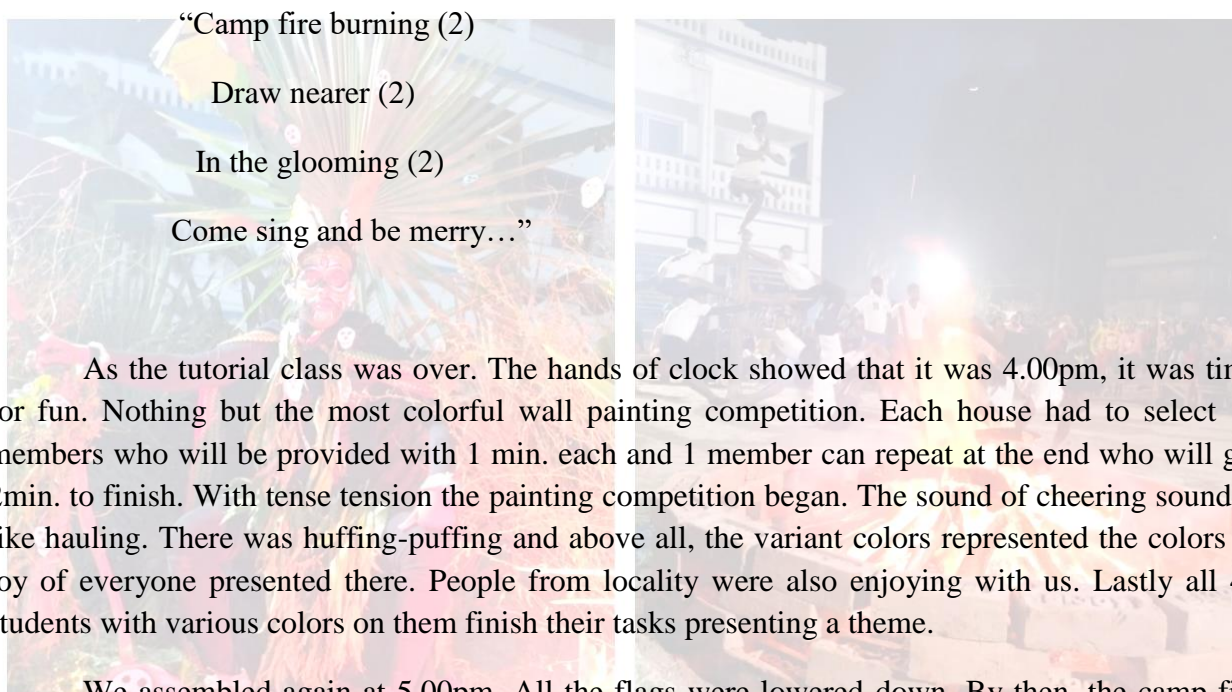 “Camp fire burning (2)
Draw nearer (2)
In the glooming (2)
Come sing and be merry…”
As the tutorial class was over. The hands of clock showed that it was 4.00pm, it was
fun. Nothing but the most colorful wall painting competition. Each house had to select
who will be provided with 1 min. each and 1 member can repeat at the end who will
to finish. With tense tension the painting competition began. The sound of cheering
hauling. There was huffing-puffing and above all, the variant colors represented the colors
of everyone presented there. People from locality were also enjoying with us. Lastly all
with various colors on them finish their tasks presenting a theme.
We assembled again at 5.00pm. All the flags were lowered down. By then, the camp